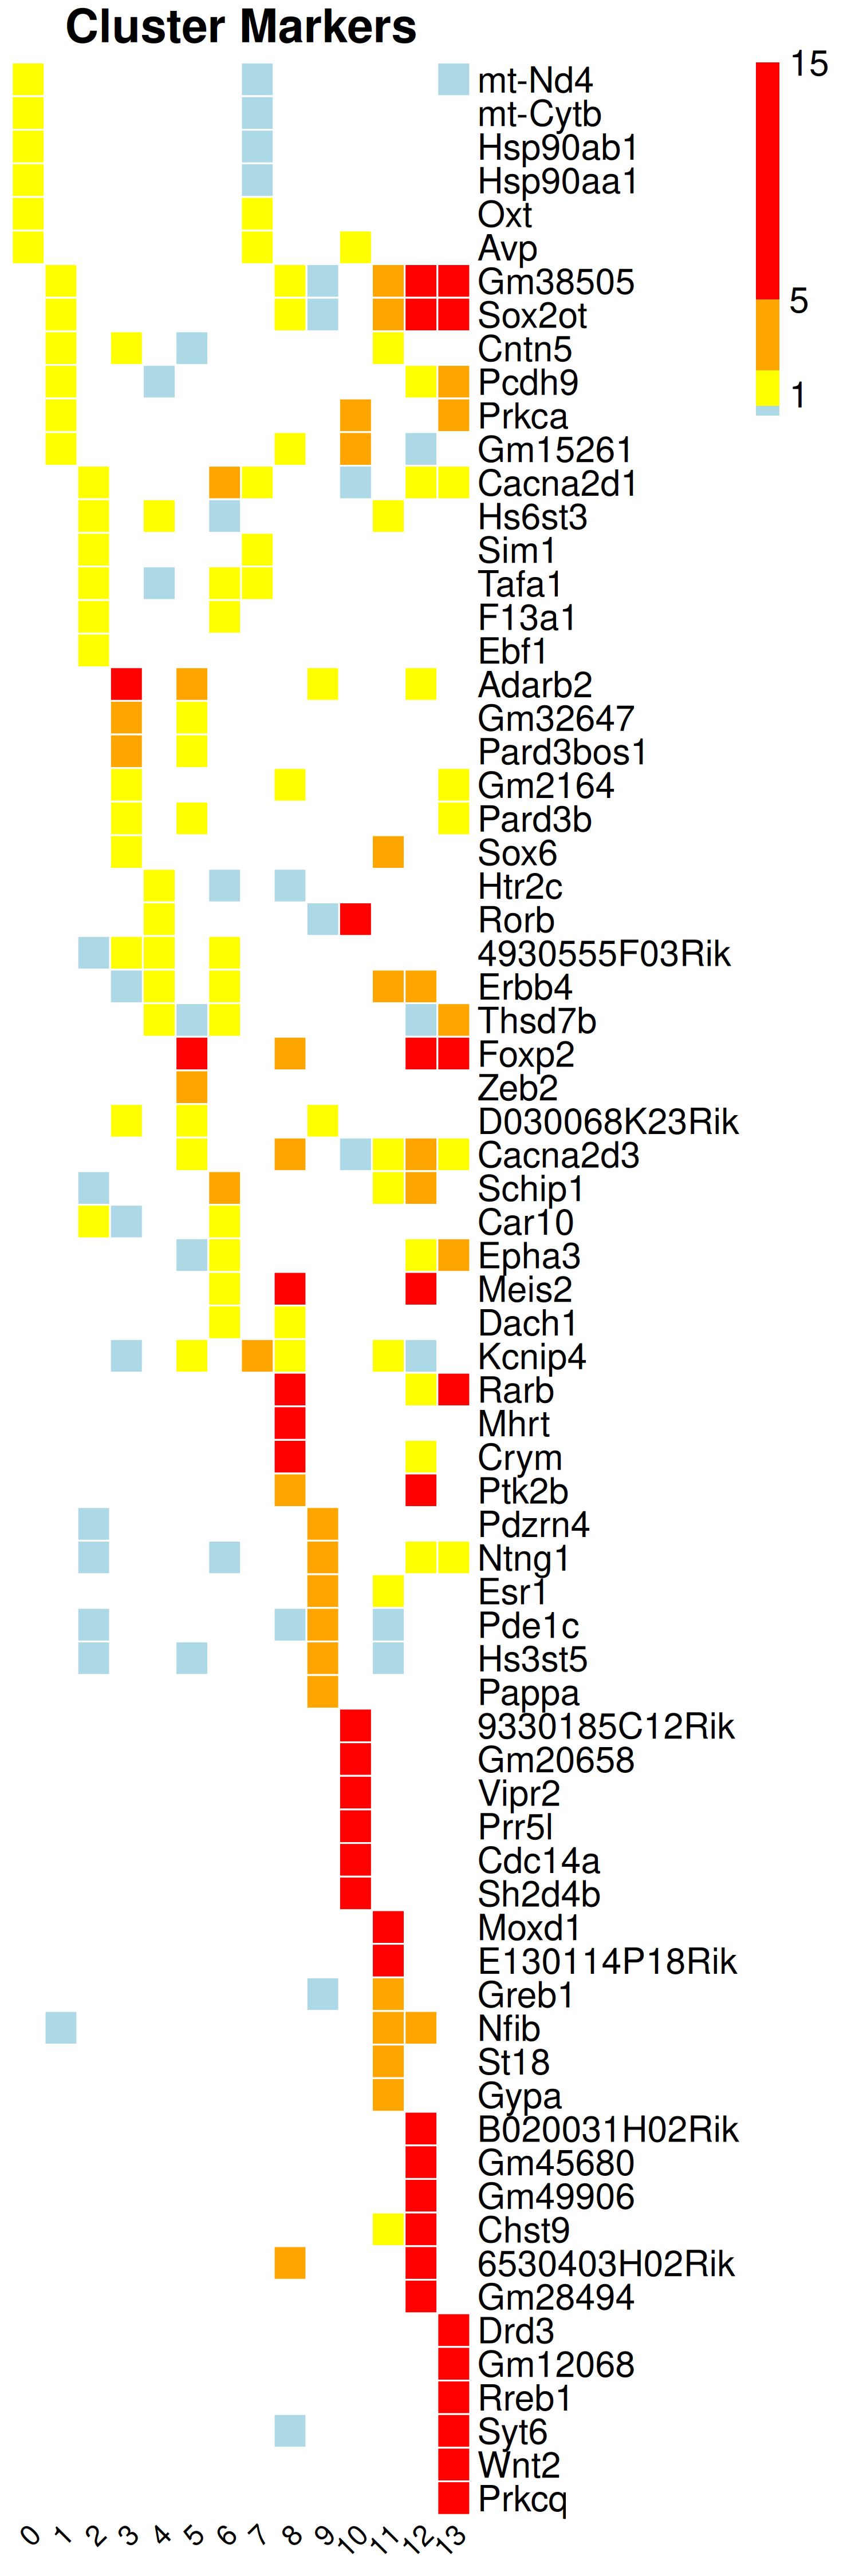 Cluster Markers
mt-Nd4
mt-Cytb
Hsp90ab1
Hsp90aa1
Oxt
Avp
Gm38505
Sox2ot
Cntn5
Pcdh9
Prkca
Gm15261
Cacna2d1
Hs6st3
Sim1
Tafa1
F13a1
Ebf1
Adarb2
Gm32647
Pard3bos1
Gm2164
Pard3b
Sox6
Htr2c
Rorb
4930555F03Rik
Erbb4
Thsd7b
Foxp2
Zeb2
D030068K23Rik
Cacna2d3
Schip1
Car10
Epha3
Meis2
Dach1
Kcnip4
Rarb
Mhrt
Crym
Ptk2b
Pdzrn4
Ntng1
Esr1
Pde1c
Hs3st5
Pappa
9330185C12Rik
Gm20658
Vipr2
Prr5l
Cdc14a
Sh2d4b
Moxd1
E130114P18Rik
Greb1
Nfib
St18
Gypa
B020031H02Rik
Gm45680
Gm49906
Chst9
6530403H02Rik
Gm28494
Drd3
Gm12068
Rreb1
Syt6
Wnt2
Prkcq
0 1 2 3 4 5 6 7 8 9 10 11 12 13
15
5
1